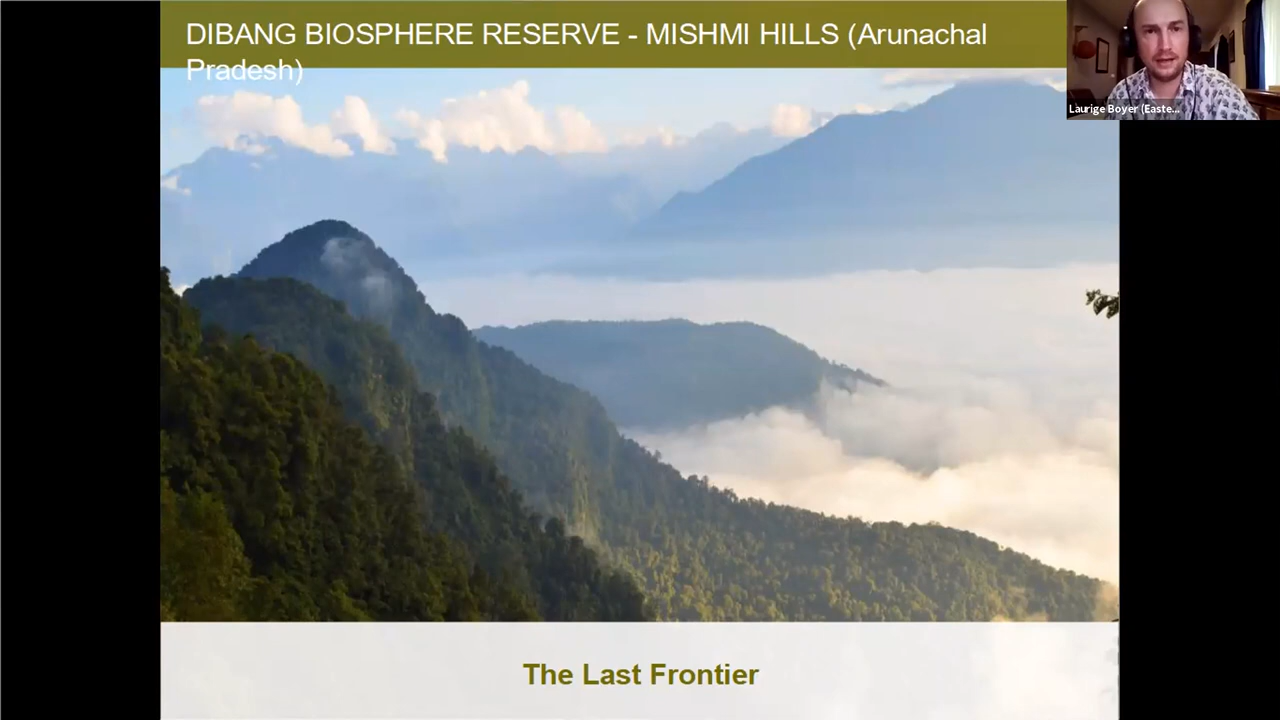 DIBANG BIOSPHERE RESERVE - MISHMI HILLS (Arunachal
Pradesh)
Laurige Boyer (Easte...
The Last Frontier